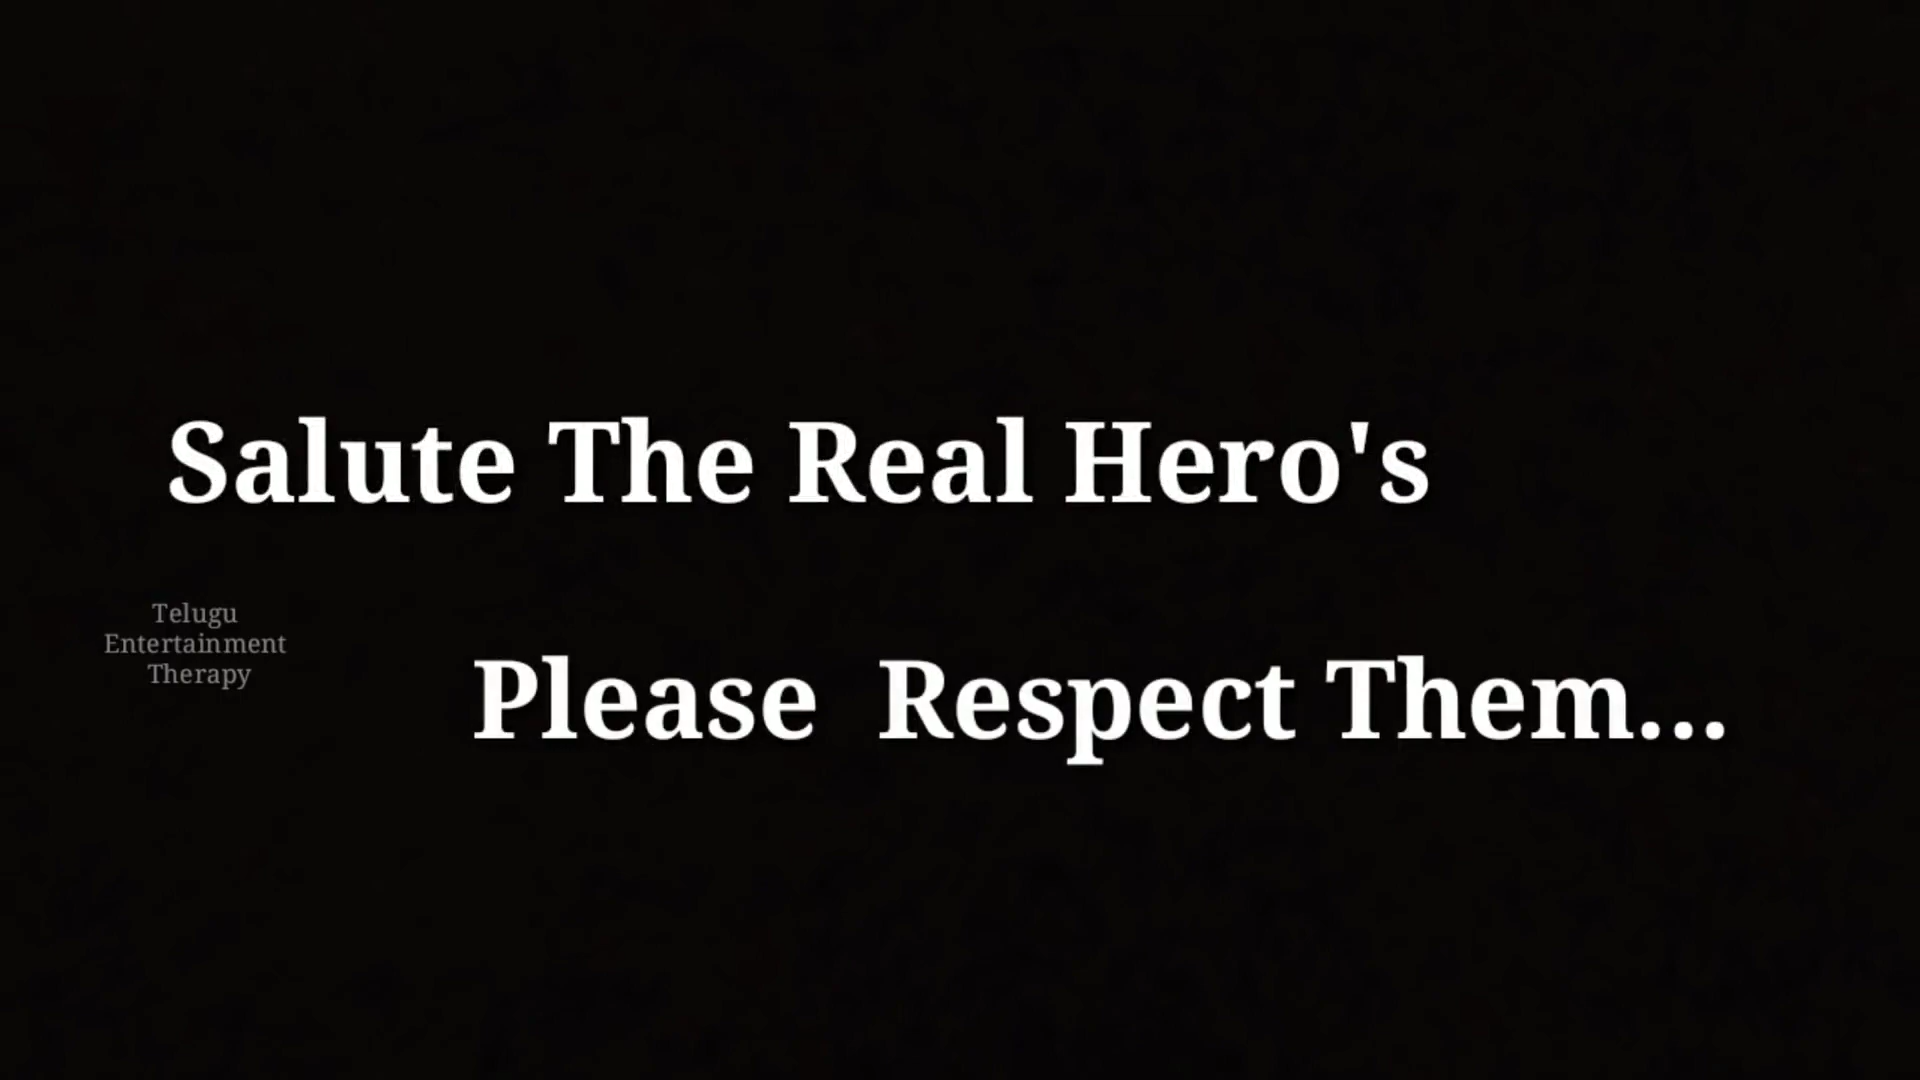 Salute The Real Hero's
Telugu
Entertainment
Therapy
Please  Respect Them...